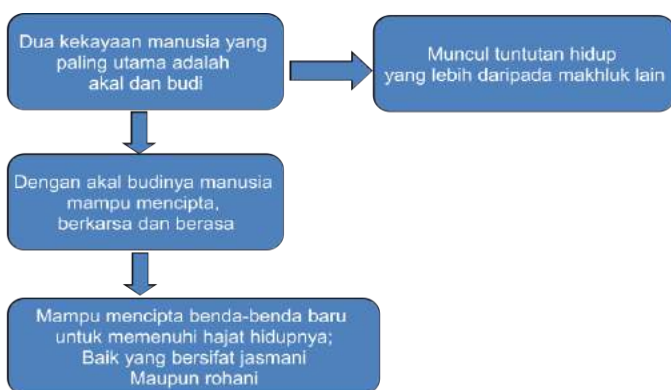 Dua kekayaan manusia yang
paling utama adalah
akal dan budi
Muncul tuntutan hidup
yang lebih daripada makhluk lain
Dengan akal budinya manusia
mampu mencipta,
berkarsa dan berasa
Mampu mencipta benda-benda baru
untuk memenuhi hajat hidupnya;
Baik yang bersifat jasmani
Maupun rohani